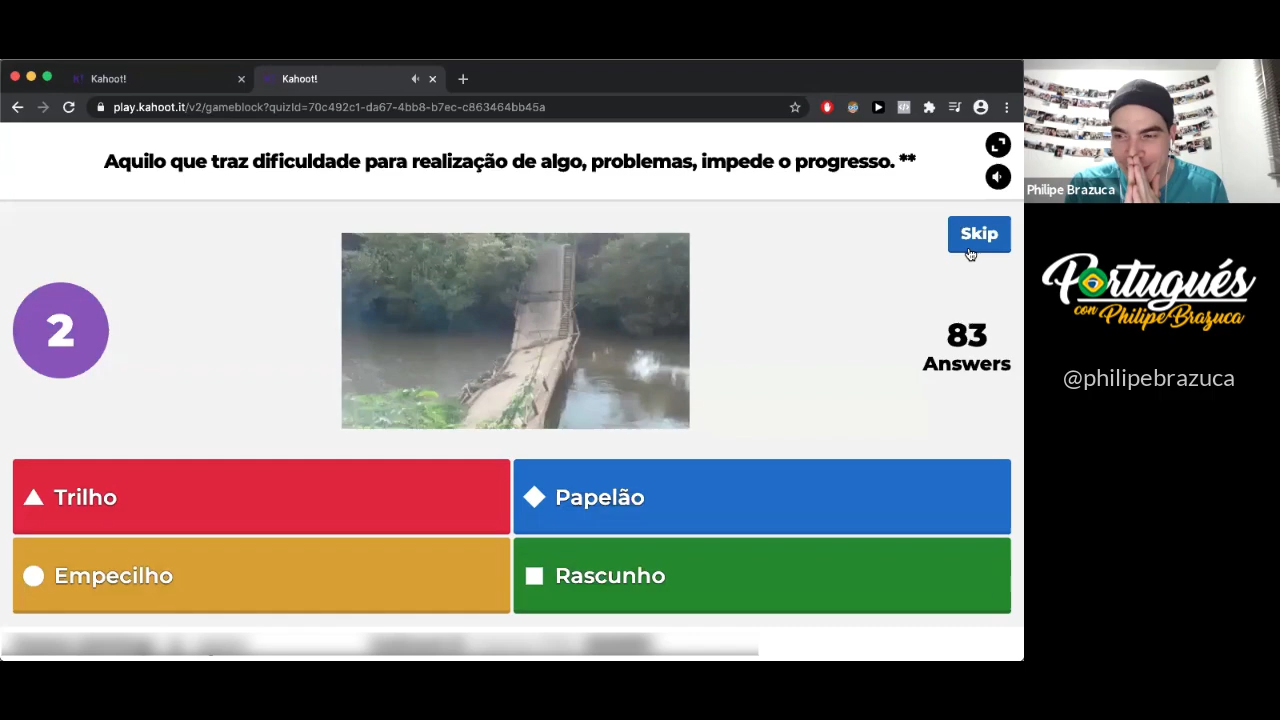 Kahoot!
Kahoot!
play.kahoot.it/v2/gameblock?quizId=70c492c1-da67-4bb8-b7ec-c863464bb45a
Aquilo que traz dificuldade para realização de algo, problemas, impede o progresso. **
Skip
2
83
Answers
Trilho
Papelão
Empecilho
Rascunho
Philipe Brazuca
Portugués
con Philipe Brazuca
@philipebrazuca